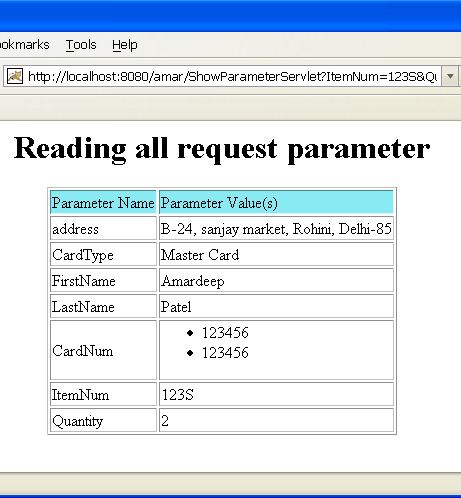 Tools Help
http://localhost:8080/amar/ShowParameterServlet?ItemNum=123S&Qu
Reading all request parameter
Parameter Name Parameter Value(s)
address B-24, sanjay market, Rohini, Delhi-85
CardType Master Card
FirstName Amardeep
LastName Patel
CardNum
• 123456
• 123456
ItemNum 123S
Quantity 2